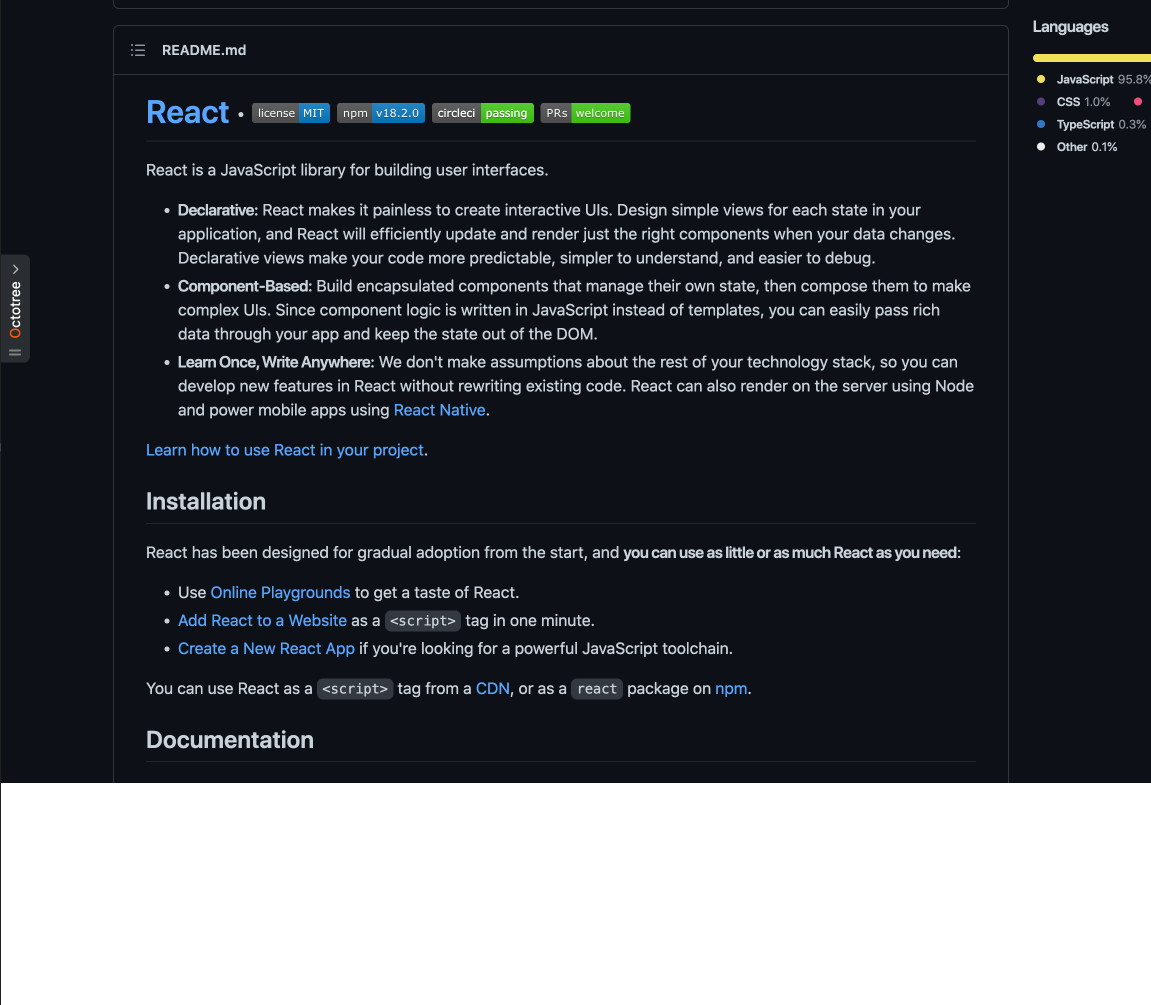 README.md
React • license MIT npm v18.2.0 circleci passing PRs welcome
React is a JavaScript library for building user interfaces.
• Declarative: React makes it painless to create interactive UIs. Design simple views for each state in your
application, and React will efficiently update and render just the right components when your data changes.
Declarative views make your code more predictable, simpler to understand, and easier to debug.
• Component-Based: Build encapsulated components that manage their own state, then compose them to make
complex UIs. Since component logic is written in JavaScript instead of templates, you can easily pass rich
data through your app and keep the state out of the DOM.
• Learn Once, Write Anywhere: We don't make assumptions about the rest of your technology stack, so you can
develop new features in React without rewriting existing code. React can also render on the server using Node
and power mobile apps using React Native.
Learn how to use React in your project.
Installation
React has been designed for gradual adoption from the start, and you can use as little or as much React as you need:
• Use Online Playgrounds to get a taste of React.
• Add React to a Website as a <script> tag in one minute.
• Create a New React App if you're looking for a powerful JavaScript toolchain.
You can use React as a <script> tag from a CDN, or as a react package on npm.
Documentation
Languages
JavaScript 95.8%
CSS 1.0%
TypeScript 0.3%
Other 0.1%
Octotree